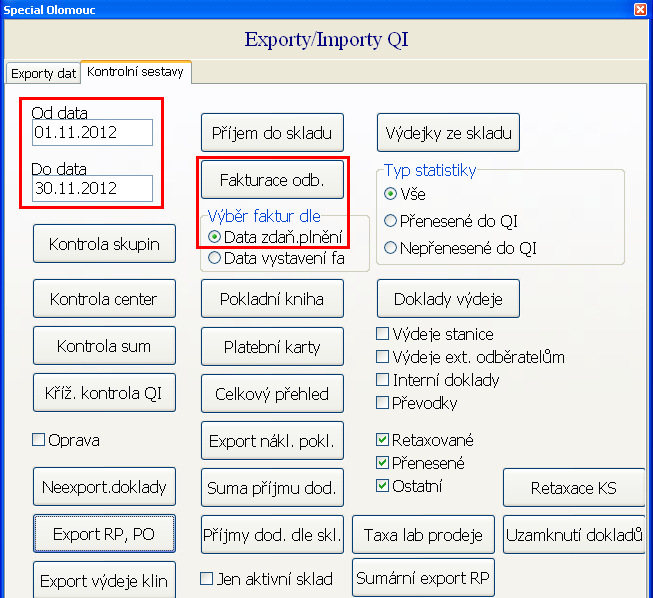 Special Olomouc
Exporty/Importy QI
Exporty dat
Kontrolní sestavy
Od data
01.11.2012
Do data
30.11.2012
Kontrola skupin
Kontrola center
Kontrola sum
Kříž. kontrola QI
Oprava
Neexport.doklady
Export RP, PO
Export výdeje klin
Příjem do skladu
Fakturace odb.
Výběr faktur dle
Data zdaň.plnění
Data vystavení fa
Pokladní kniha
Platební karty
Celkový přehled
Export nákl. pokl.
Suma příjmu dod.
Příjmy dod. dle skl.
Jen aktivní sklad
Výdejky ze skladu
Typ statistiky
Vše
Přenesené do QI
Nepřenesené do QI
Doklady výdeje
Výdeje stanice
Výdeje ext. odběratelům
Interní doklady
Převodky
Retaxované
Přenesené
Ostatní
Taxa lab prodeje
Sumární export RP
Retaxace KS
Uzamknutí dokladů